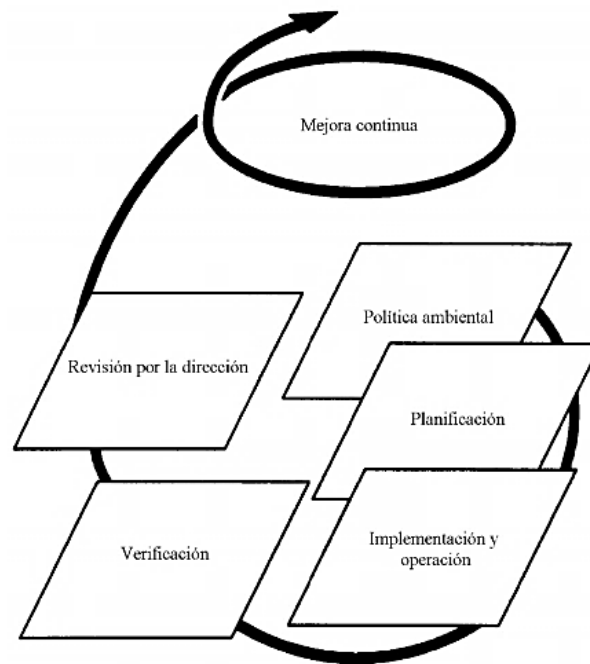 Mejora continua
Política ambiental
Revisión por la dirección
Planificación
Implementación y
operación
Verificación